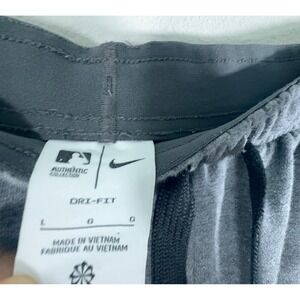 AUTHENTIC
COLLECTION
DRI-FIT
L G G
MADE IN VIETNAM
FABRIQUÉ AU VIETNAM